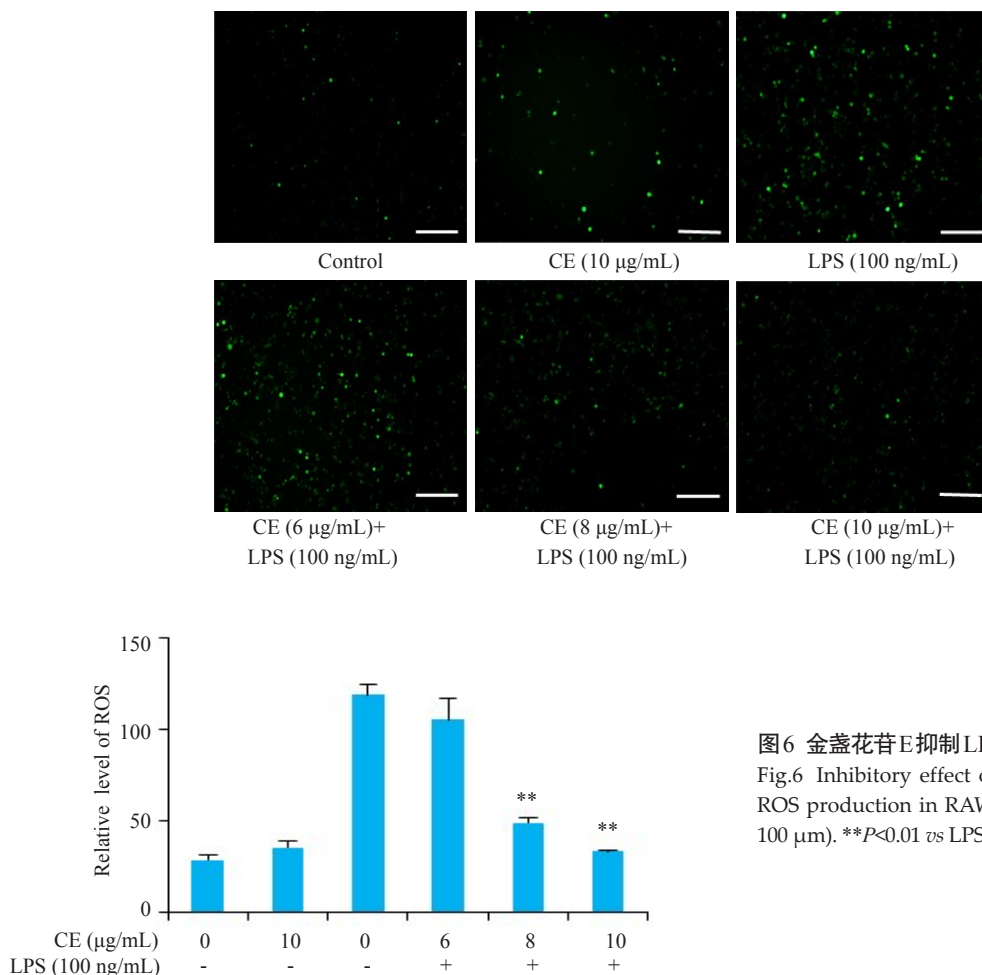 Control CE (10 μg/mL) LPS (100 ng/mL)
CE (6 μg/mL)+ CE (8 μg/mL)+ CE (10 μg/mL)+
LPS (100 ng/mL) LPS (100 ng/mL) LPS (100 ng/mL)
Relative level of ROS
150
100
50
0
**
**
CE (μg/mL) 0 10 0 6 8 10
LPS (100 ng/mL) - - - + + +
图6 金盏花苷E抑制
Fig.6 Inhibitory effect
ROS production in RAW
100 μm). **P<0.01 vs LPS